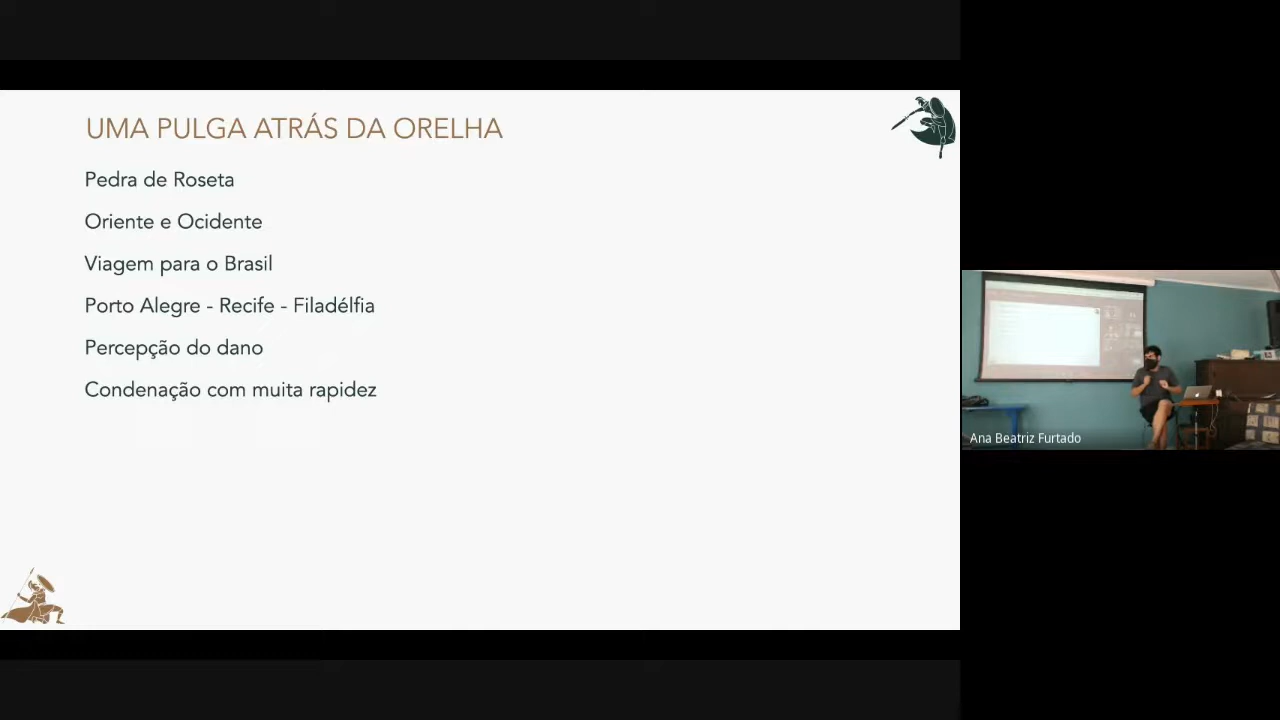 UMA PULGA ATRÁS DA ORELHA
Pedra de Roseta
Oriente e Ocidente
Viagem para o Brasil
Porto Alegre - Recife - Filadélfia
Percepção do dano
Condenação com muita rapidez
Ana Beatriz Furtado